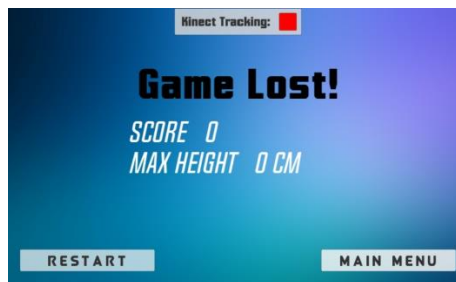 Kinect Tracking:
Game Lost!
SCORE 0
MAX HEIGHT 0 CM
RESTART
MAIN MENU